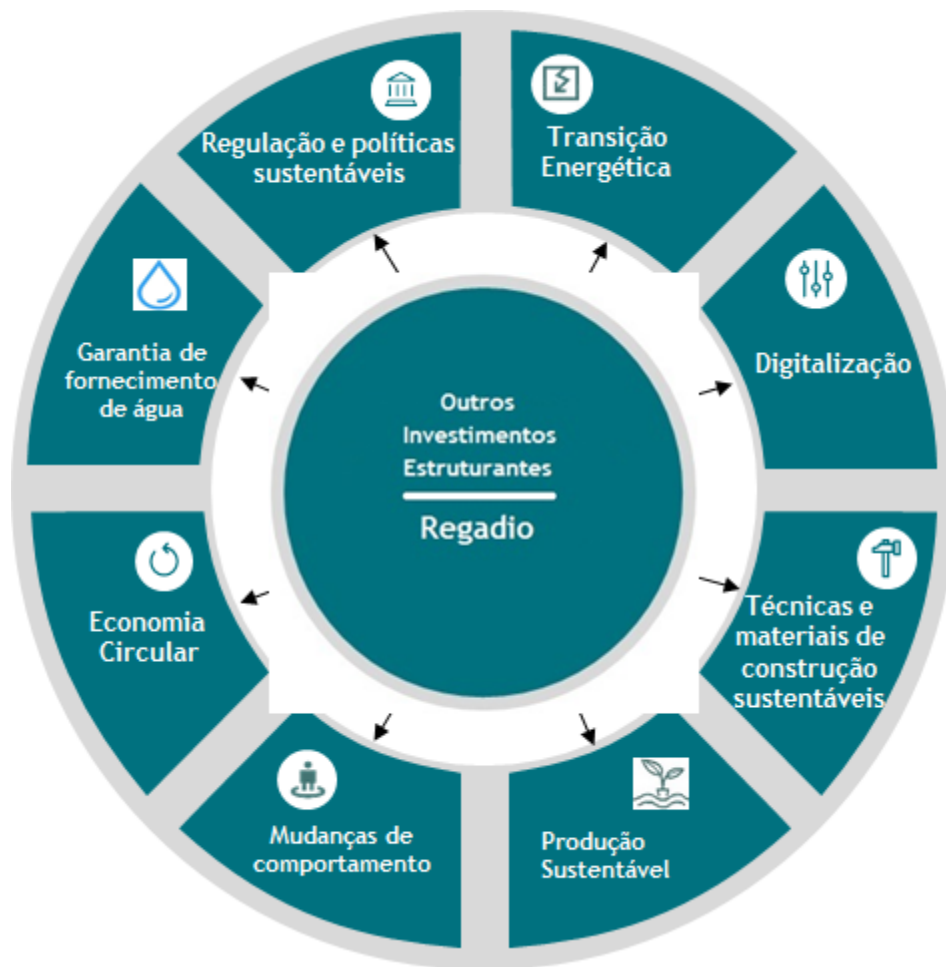 Regulação e políticas
sustentáveis
Transição
Energética
Digitalização
Técnicas e
materiais de
construção
sustentáveis
Produção
Sustentável
Mudanças de
comportamento
Economia
Circular
Garantia de
fornecimento
de água
Outros
Investimentos
Estruturantes
Regadio